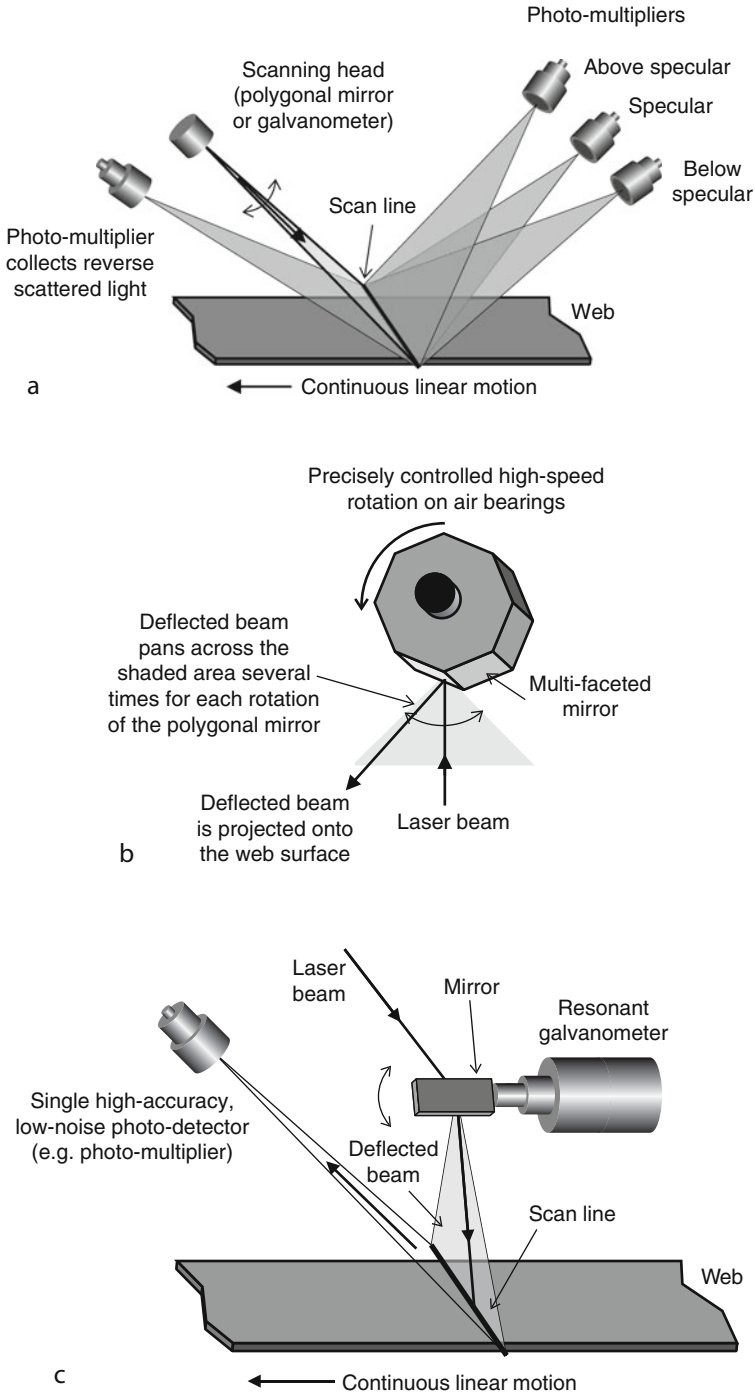 Photo-multipliers
Above specular
Scanning head
(polygonal mirror
or galvanometer)
Specular
Below
specular
Scan line
Photo-multiplier
collects reverse
scattered light
Web
a
Continuous linear motion
Precisely controlled high-speed
rotation on air bearings
Deflected beam
pans across the
shaded area several
times for each rotation
of the polygonal mirror
Multi-faceted
mirror
Deflected beam
is projected onto
the web surface
Laser beam
b
Laser
beam
Mirror
Resonant
galvanometer
Single high-accuracy,
low-noise photo-detector
(e.g. photo-multiplier)
Deflected
beam
Scan line
Web
c
Continuous linear motion